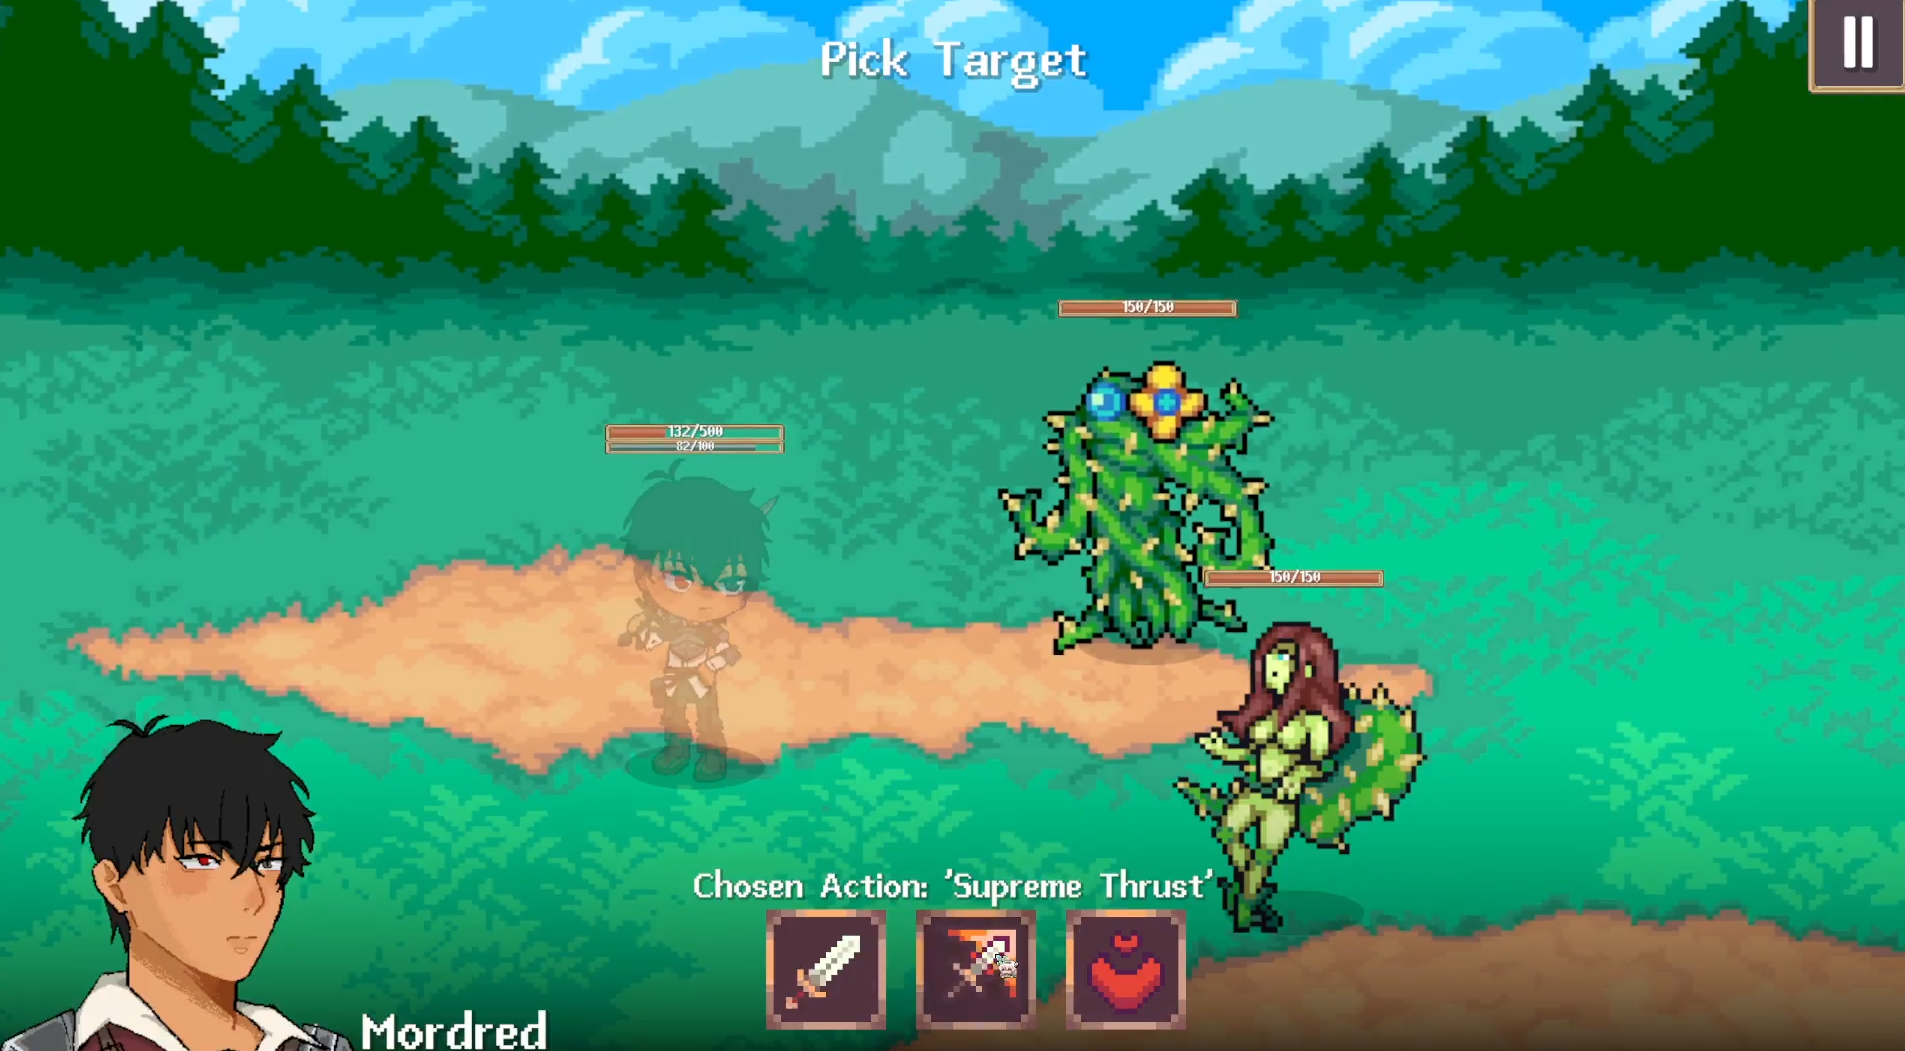 Pick Target
150/150
132/500
82/100
150/150
Chosen Action: 'Supreme Thrust'
Mordred